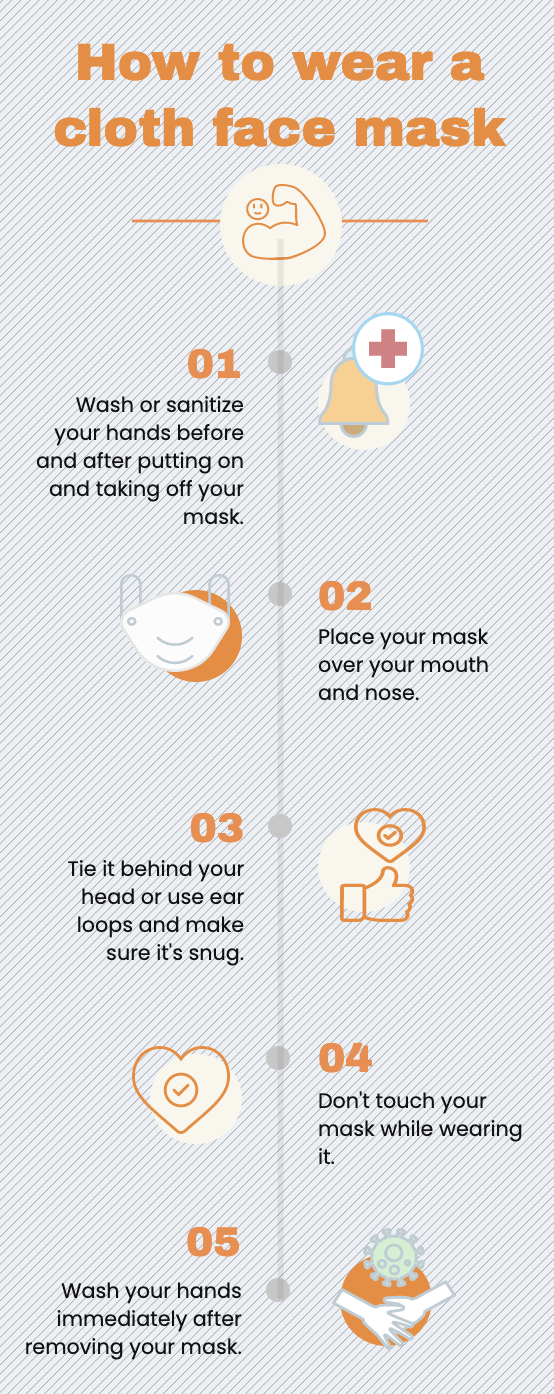 How to wear a
cloth face mask
01
Wash or sanitize
your hands before
and after putting on
and taking off your
mask.
02
Place your mask
over your mouth
and nose.
03
Tie it behind your
head or use ear
loops and make
sure it's snug.
04
Don't touch your
mask while wearing
it.
05
Wash your hands
immediately after
removing your mask.